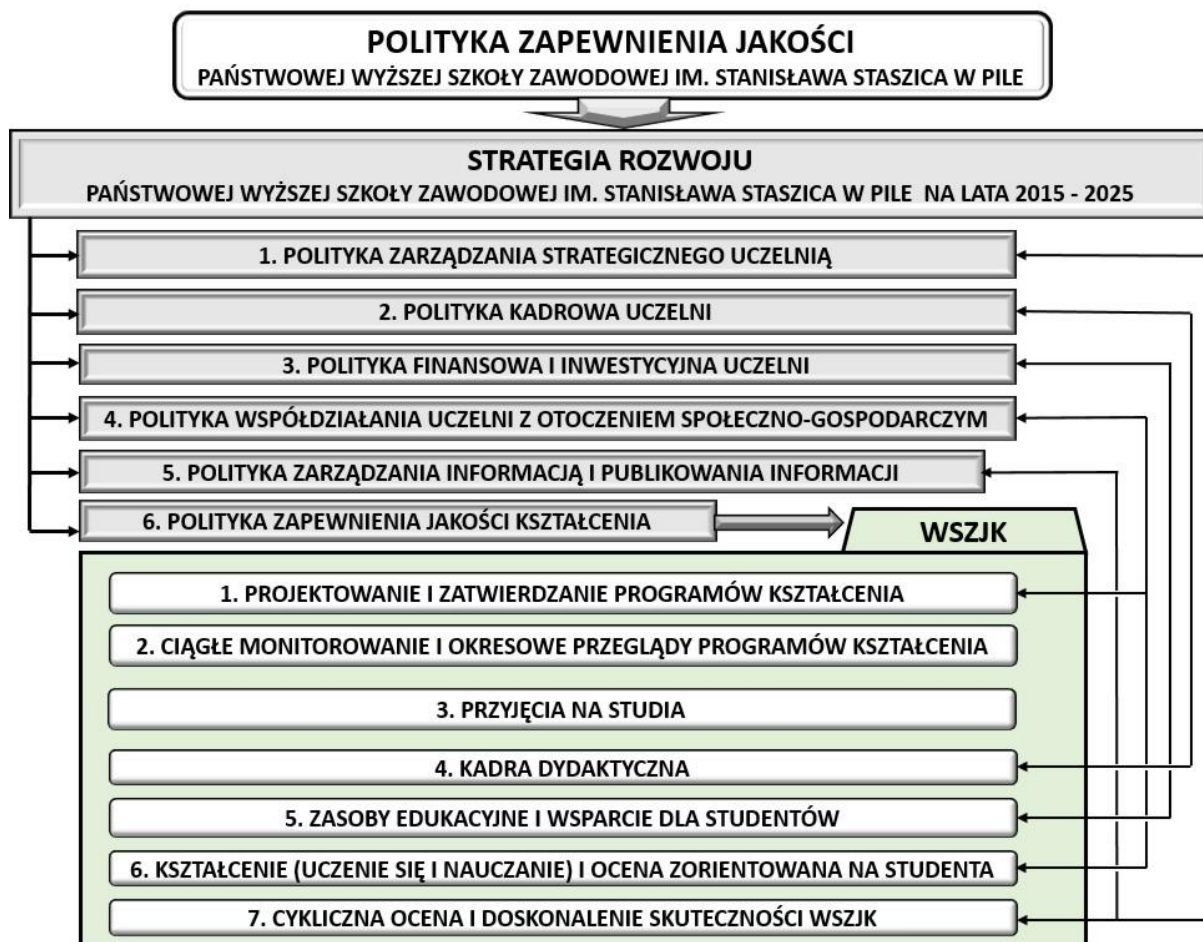 POLITYKA ZAPEWNIENIA JAKOŚCI
PAŃSTWOWEJ WYŻSZEJ SZKOŁY ZAWODOWEJ IM. STANISŁAWA STASZICA W PILE
STRATEGIA ROZWOJU
PAŃSTWOWEJ WYŻSZEJ SZKOŁY ZAWODOWEJ IM. STANISŁAWA STASZICA W PILE NA LATA 2015 - 2025
1. POLITYKA ZARZĄDZANIA STRATEGICZNEGO UCZELNIĄ
2. POLITYKA KADROWA UCZELNI
3. POLITYKA FINANSOWA I INWESTYCYJNA UCZELNI
4. POLITYKA WSPÓŁDZIAŁANIA UCZELNI Z OTOCZENIEM SPOŁECZNO-GOSPODARCZYM
5. POLITYKA ZARZĄDZANIA INFORMACJĄ I PUBLIKOWANIA INFORMACJI
6. POLITYKA ZAPEWNIENIA JAKOŚCI KSZTAŁCENIA
WSZJK
1. PROJEKTOWANIE I ZATWIERDZANIE PROGRAMÓW KSZTAŁCENIA
2. CIĄGŁE MONITOROWANIE I OKRESOWE PRZEGLĄDY PROGRAMÓW KSZTAŁCENIA
3. PRZYJĘCIA NA STUDIA
4. KADRA DYDAKTYCZNA
5. ZASOBY EDUKACYJNE I WSPARCIE DLA STUDENTÓW
6. KSZTAŁCENIE (UCZENIE SIĘ I NAUCZANIE) I OCENA ZORIENTOWANA NA STUDENTA
7. CYKLICZNA OCENA I DOSKONALENIE SKUTECZNOŚCI WSZJK